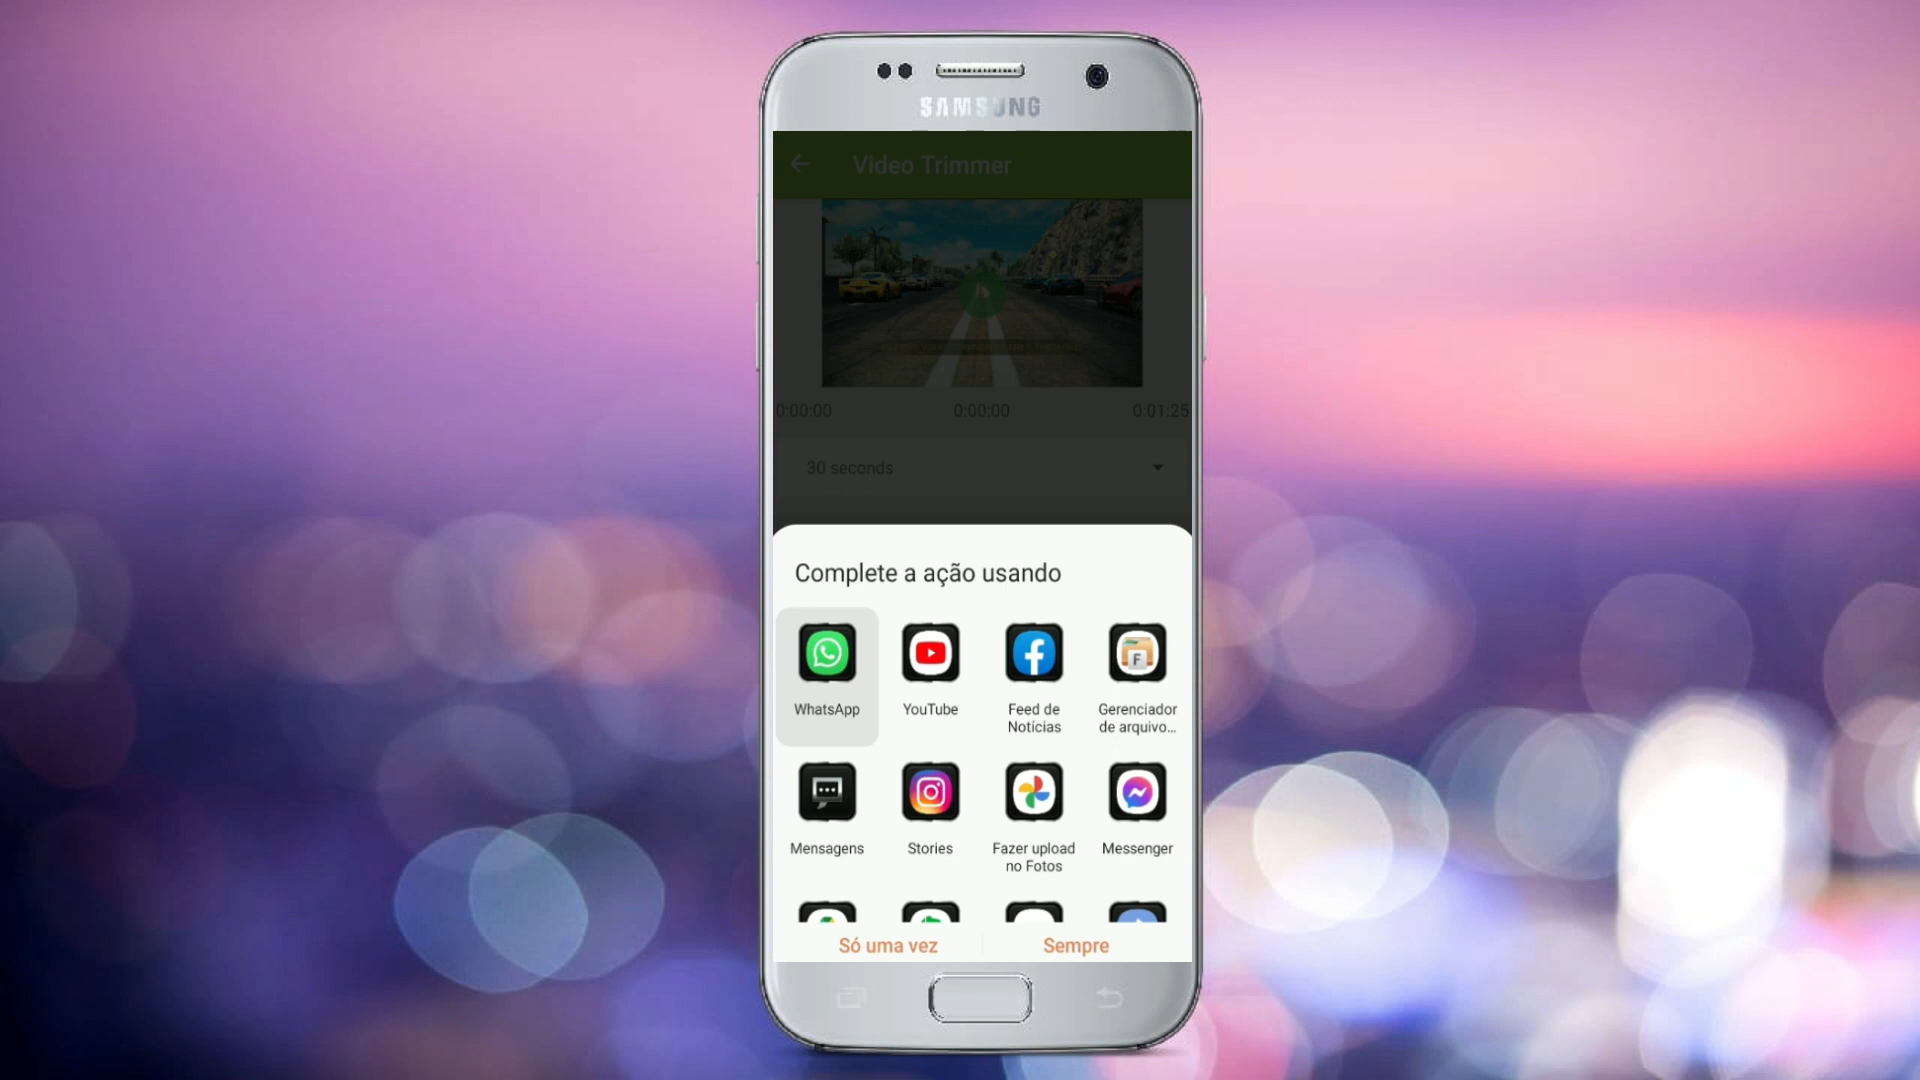 SAMSUNG
Video Trimmer
0:00:00 0:00:00 0:01:25
30 seconds
Complete a ação usando
WhatsApp
YouTube
Feed de
Notícias
Gerenciador
de arquivo...
Mensagens
Stories
Fazer upload
no Fotos
Messenger
Só uma vez
Sempre